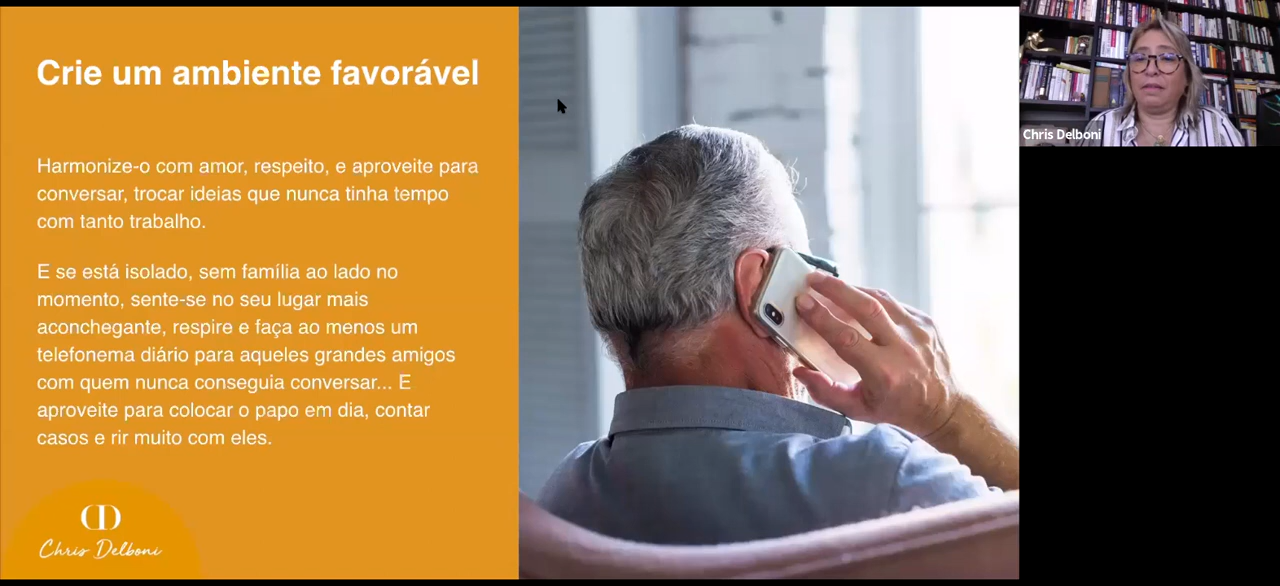 Crie um ambiente favorável
Harmonize-o com amor, respeito, e aproveite para
conversar, trocar ideias que nunca tinha tempo
com tanto trabalho.
E se está isolado, sem família ao lado no
momento, sente-se no seu lugar mais
aconchegante, respire e faça ao menos um
telefonema diário para aqueles grandes amigos
com quem nunca conseguia conversar... E
aproveite para colocar o papo em dia, contar
casos e rir muito com eles.
CD
Chris Delboni
Chris Delboni